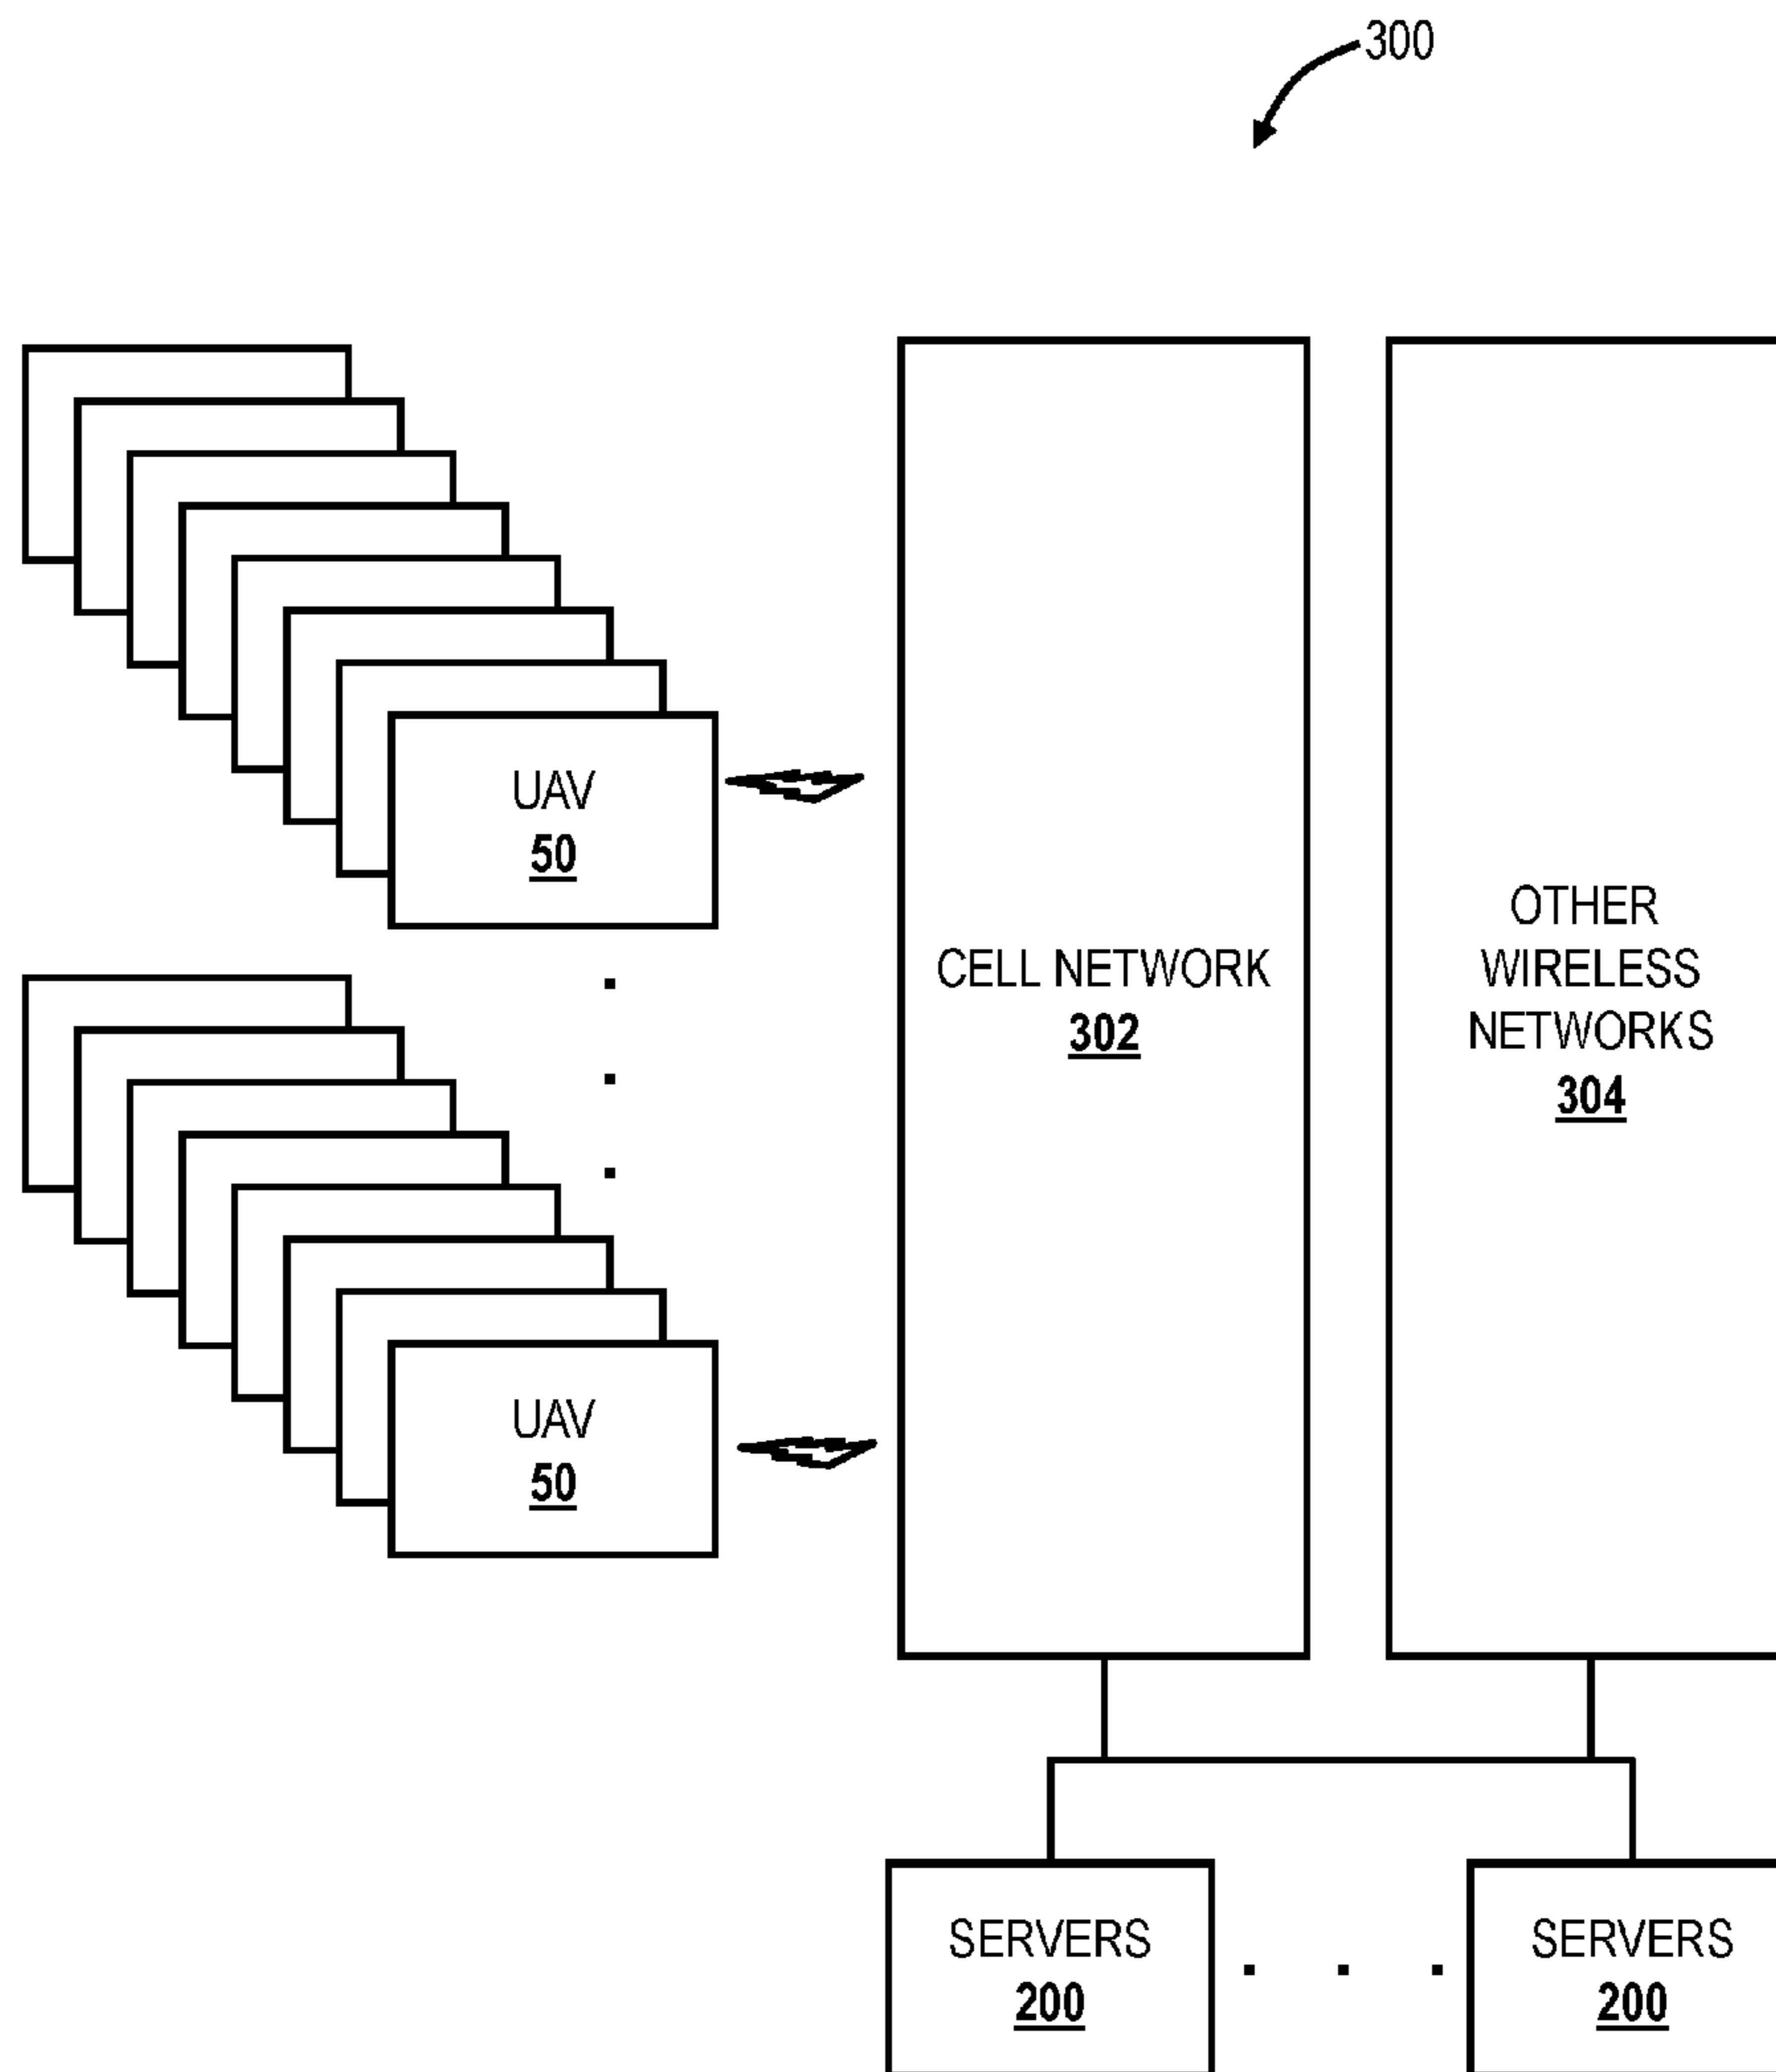 300
UAV
50
CELL NETWORK
302
OTHER
WIRELESS
NETWORKS
304
UAV
50
SERVERS
200
SERVERS
200